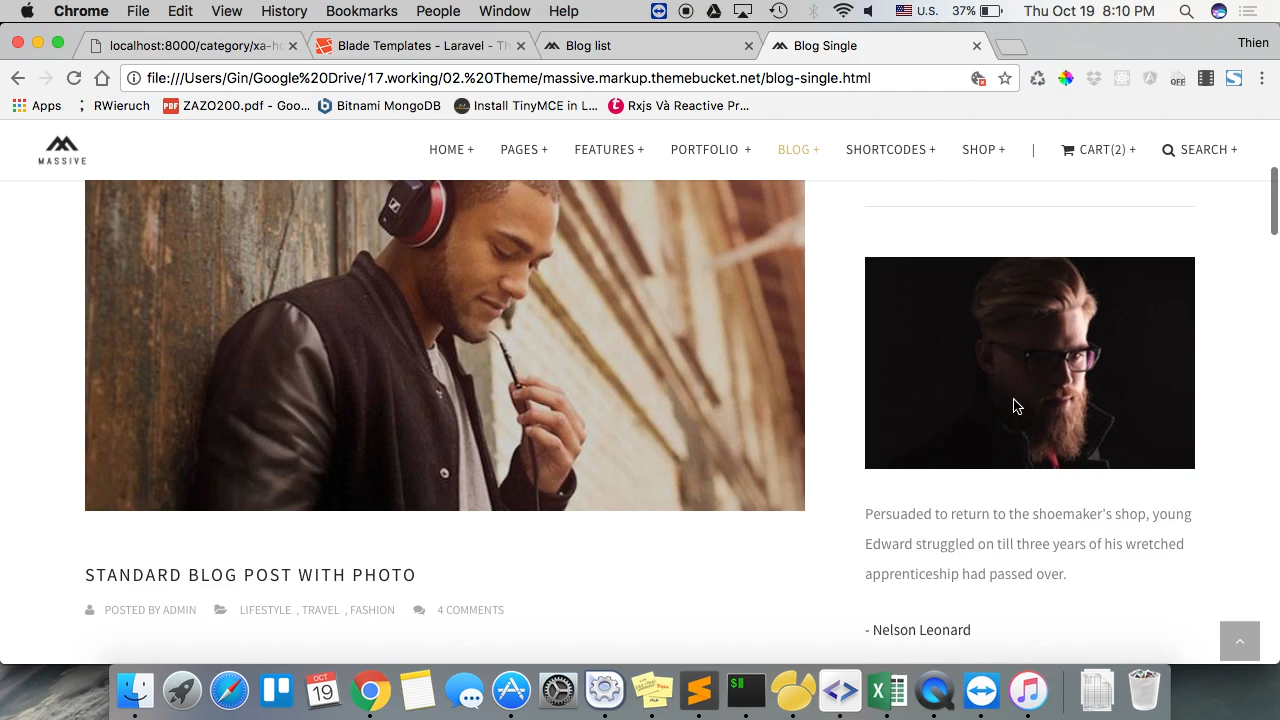 Chrome File Edit View History Bookmarks People Window Help U.S. 37% Thu Oct 19 8:10 PM
localhost:8000/category/xa-h
Blade Templates - Laravel - Th
Blog list
Blog Single
Thien
file:///Users/Gin/Google%20Drive/17.working/02.%20Theme/massive.markup.themebucket.net/blog-single.html
OFF
Apps RWieruch PDF ZAZO200.pdf - Goo... Bitnami MongoDB Install TinyMCE in L... t Rxjs Và Reactive Pr...
MASSIVE
HOME + PAGES + FEATURES + PORTFOLIO + BLOG + SHORTCODES + SHOP + | CART(2) + SEARCH +
STANDARD BLOG POST WITH PHOTO
POSTED BY ADMIN LIFESTYLE , TRAVEL , FASHION 4 COMMENTS
Persuaded to return to the shoemaker's shop, young
Edward struggled on till three years of his wretched
apprenticeship had passed over.
- Nelson Leonard
OCT
19
$